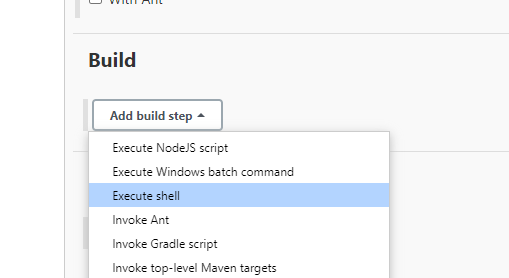 With Ant
Build
Add build step
Execute NodeJS script
Execute Windows batch command
Execute shell
Invoke Ant
Invoke Gradle script
Invoke top-level Maven targets